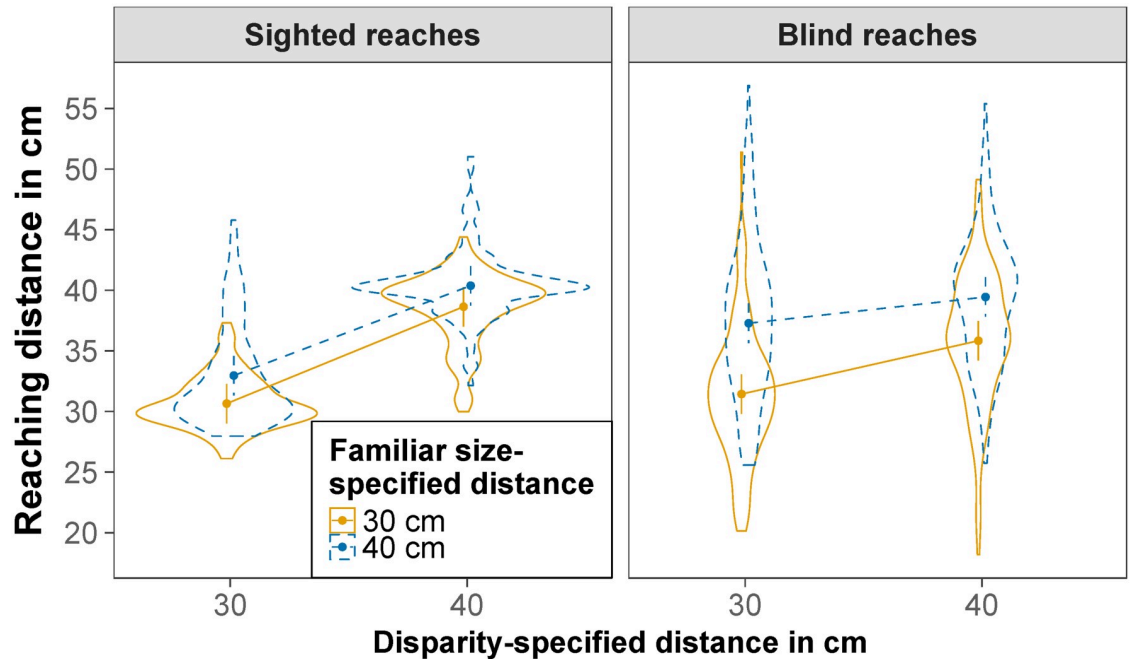 Sighted reaches
Blind reaches
Reaching distance in cm
55
50
45
40
35
30
25
20
Familiar size-
specified distance
30 cm
40 cm
30
40
30
40
Disparity-specified distance in cm